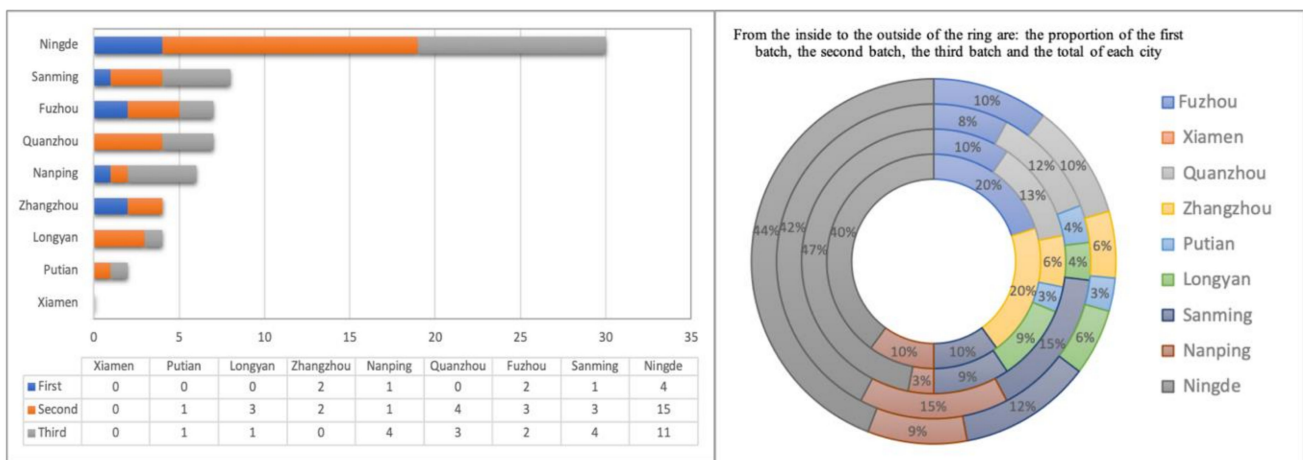 Ningde
Sanming
Fuzhou
Quanzhou
Nanping
Zhangzhou
Longyan
Putian
Xiamen
0 5 10 15 20 25 30 35
Xiamen Putian Longyan Zhangzhou Nanping Quanzhou Fuzhou Sanming Ningde
First 0 0 0 2 1 0 2 1 4
Second 0 1 3 2 1 4 3 3 15
Third 0 1 1 0 4 3 2 4 11
From the inside to the outside of the ring are: the proportion of the first
batch, the second batch, the third batch and the total of each city
10%
8%
10%
20%
12% 10%
13%
44% 42% 47% 40%
4%
6% 4% 6%
20% 3% 3%
9% 15% 6%
10% 10%
3% 9%
15% 12%
9%
Fuzhou
Xiamen
Quanzhou
Zhangzhou
Putian
Longyan
Sanming
Nanping
Ningde